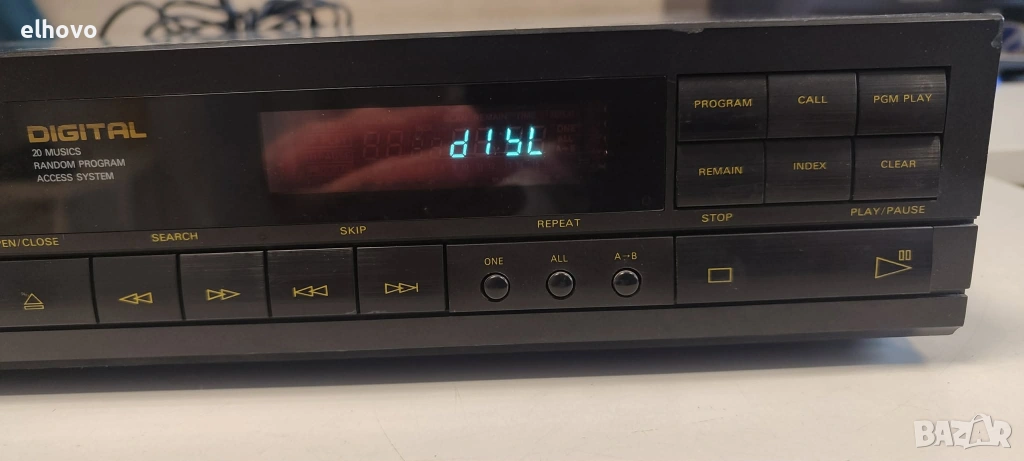 elhovo
DIGITAL
20 MUSICS
RANDOM PROGRAM
ACCESS SYSTEM
PROGRAM
CALL
PGM PLAY
REMAIN
INDEX
CLEAR
PEN/CLOSE
SEARCH
SKIP
REPEAT
STOP
PLAY/PAUSE
ONE
ALL
A→B
BAZAR